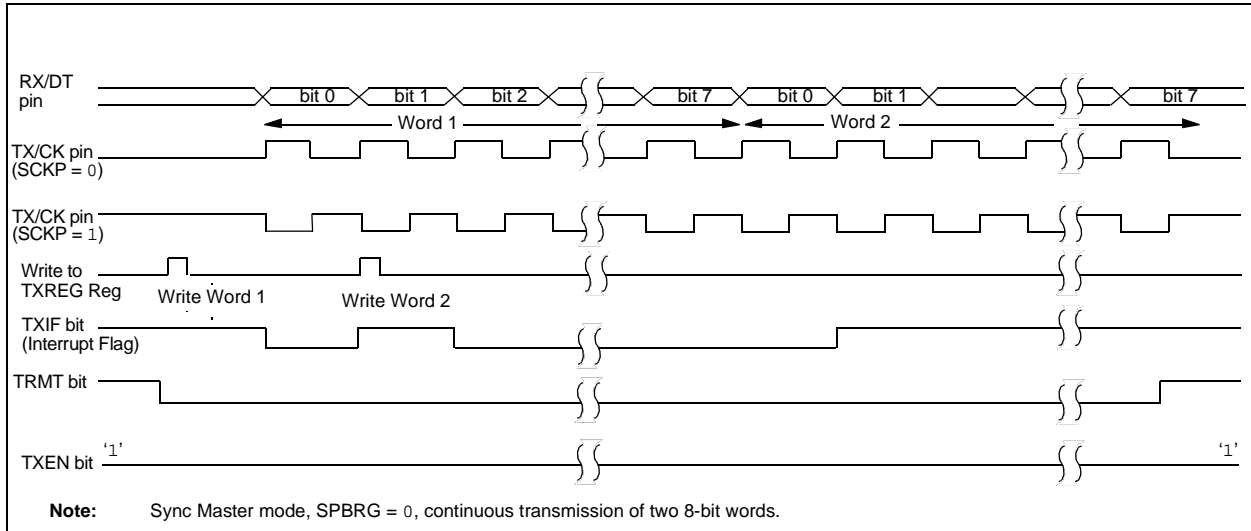 RX/DT
pin
bit 0 bit 1 bit 2 bit 7 bit 0 bit 1 bit 7
Word 1 Word 2
TX/CK pin
(SCKP = 0)
TX/CK pin
(SCKP = 1)
Write to
TXREG Reg
Write Word 1 Write Word 2
TXIF bit
(Interrupt Flag)
TRMT bit
TXEN bit ‘1’ ‘1’
Note: Sync Master mode, SPBRG = 0, continuous transmission of two 8-bit words.